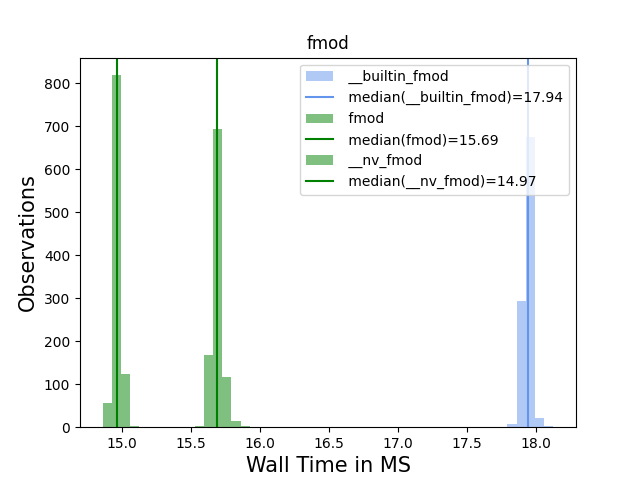 fmod
__builtin_fmod
median(__builtin_fmod)=17.94
fmod
median(fmod)=15.69
__nv_fmod
median(__nv_fmod)=14.97
Observations
800
700
600
500
400
300
200
100
0
15.0 15.5 16.0 16.5 17.0 17.5 18.0
Wall Time in MS